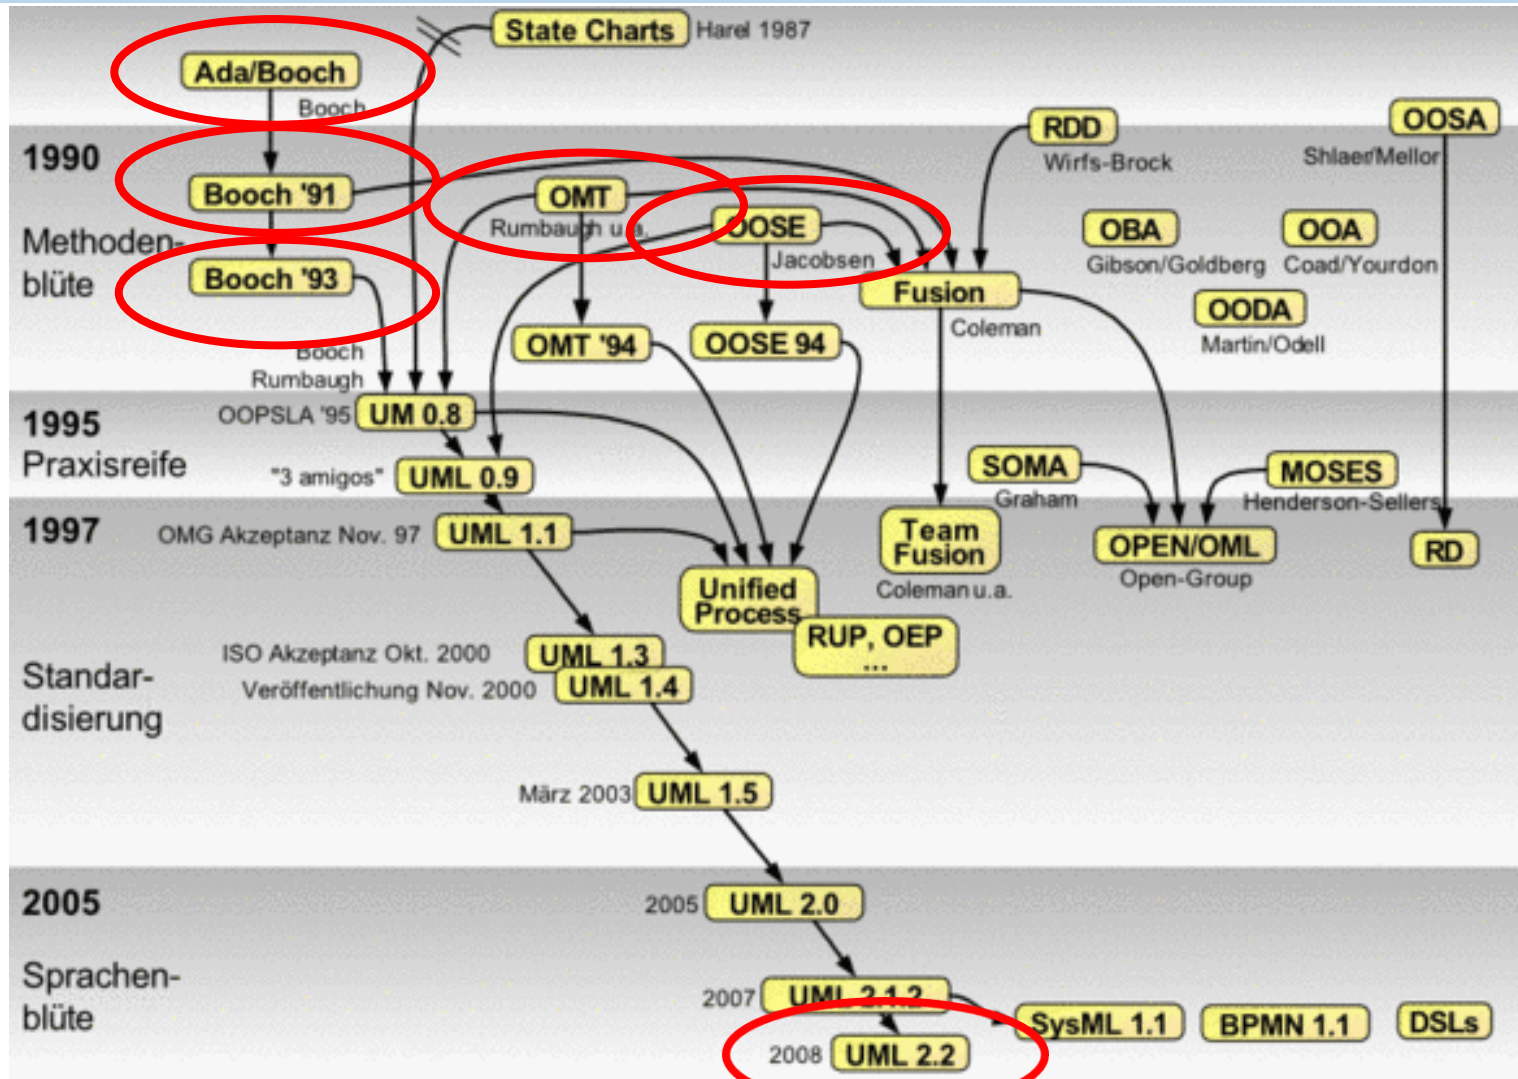 State Charts Harel 1987
Ada/Booch
Booch
OOSA
RDD
Shlaer/Mellor
Wirfs-Brock
1990
Booch '91
OMT
Rumbaugh u.a.
OOSE
Jacobsen
OBA
Gibson/Goldberg
OOA
Coad/Yourdon
Methoden-
blüte
Booch '93
Fusion
Coleman
OODA
Martin/Odell
OMT '94
OOSE 94
Booch
Rumbaugh
OOPSLA '95 UM 0.8
1995
Praxisreife
"3 amigos" UML 0.9
SOMA
Graham
MOSES
Henderson-Sellers
1997
OMG Akzeptanz Nov. 97 UML 1.1
Team
Fusion
Coleman u.a.
OPEN/OML
Open-Group
RD
Unified
Process
RUP, OEP
...
ISO Akzeptanz Okt. 2000 UML 1.3
Veröffentlichung Nov. 2000 UML 1.4
Standar-
disierung
März 2003 UML 1.5
2005
2005 UML 2.0
Sprachen-
blüte
2007 UML 2.1.2
SysML 1.1
BPMN 1.1
DSLs
2008 UML 2.2